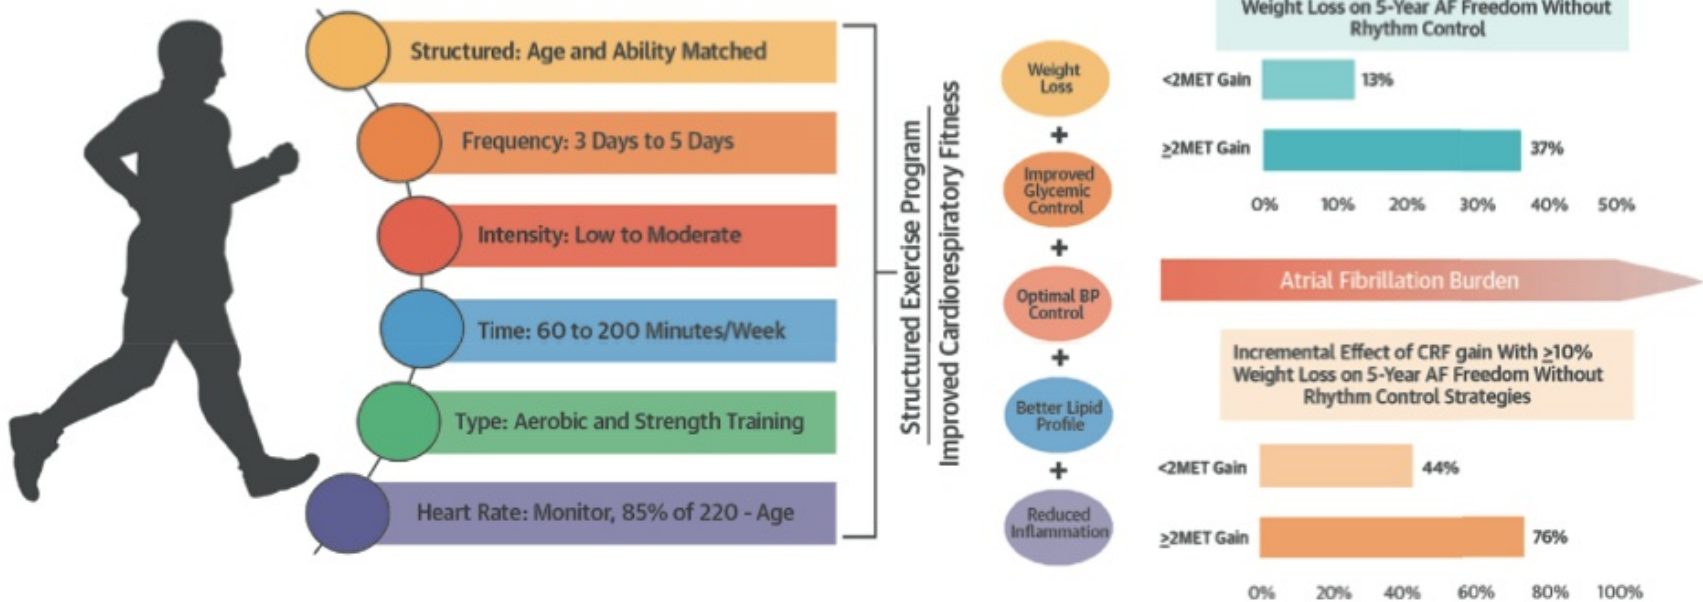 Structured: Age and Ability Matched
Frequency: 3 Days to 5 Days
Intensity: Low to Moderate
Time: 60 to 200 Minutes/Week
Type: Aerobic and Strength Training
Heart Rate: Monitor, 85% of 220 - Age
Structured Exercise Program
Improved Cardiorespiratory Fitness
Weight
Loss
+
Improved
Glycemic
Control
+
Optimal BP
Control
+
Better Lipid
Profile
+
Reduced
Inflammation
Weight Loss on 5-Year AF Freedom Without
Rhythm Control
<2MET Gain 13%
≥2MET Gain 37%
0% 10% 20% 30% 40% 50%
Atrial Fibrillation Burden
Incremental Effect of CRF gain With ≥10%
Weight Loss on 5-Year AF Freedom Without
Rhythm Control Strategies
<2MET Gain 44%
≥2MET Gain 76%
0% 20% 40% 60% 80% 100%